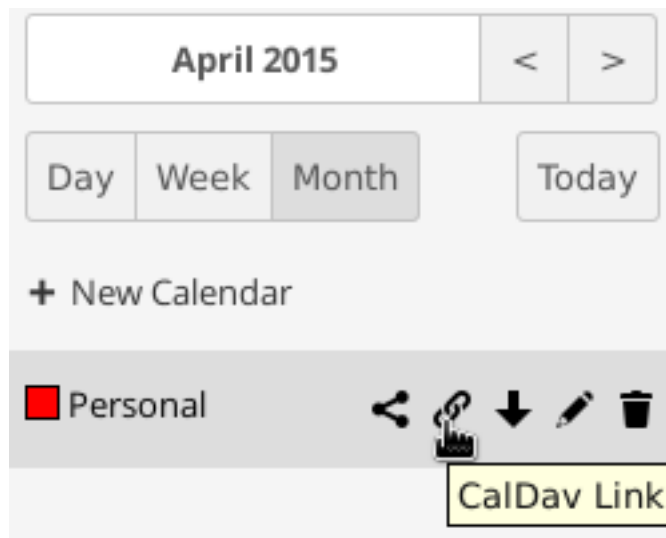 April 2015 < >
Day Week Month Today
+ New Calendar
Personal
CalDav Link